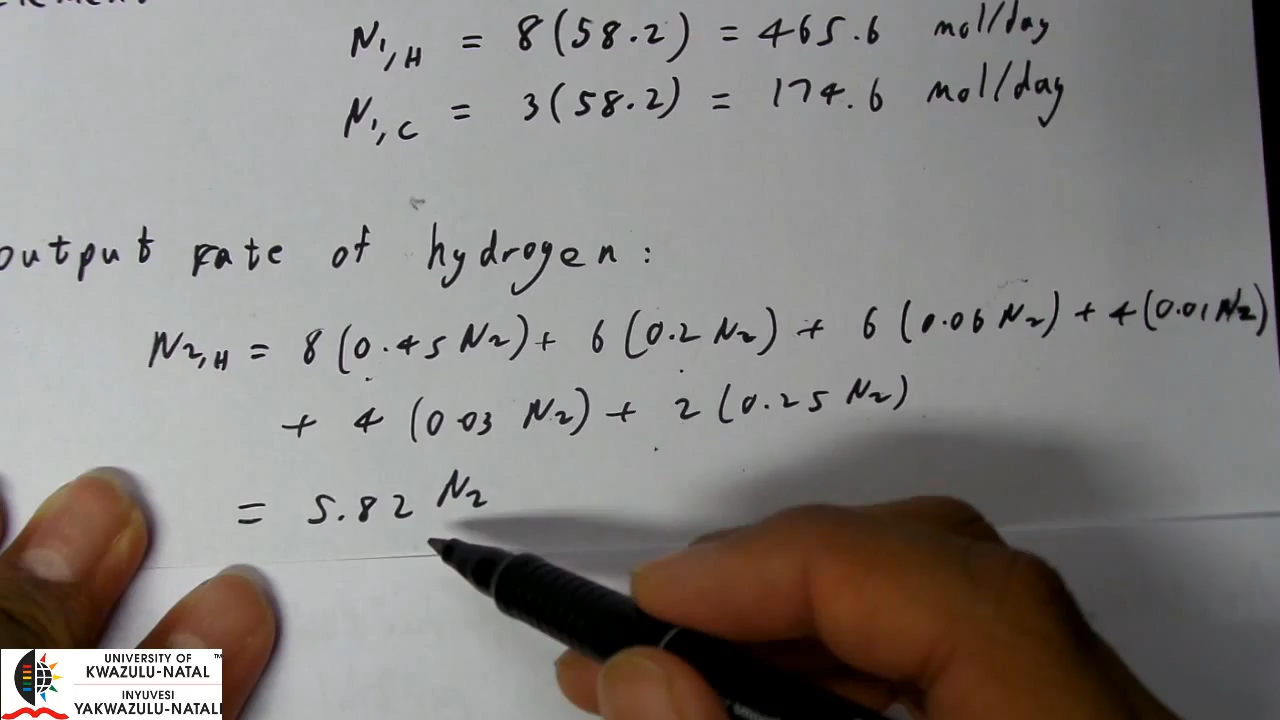 N1,H = 8(58.2) = 465.6 mol/day
N1,C = 3(58.2) = 174.6 mol/day
output rate of hydrogen:
N2,H = 8(0.45 N2) + 6(0.2 N2) + 6(0.06 N2) + 4(0.01 N2)
+ 4(0.03 N2) + 2(0.25 N2)
= 5.82 N2
UNIVERSITY OF ™
KWAZULU-NATAL
INYUVESI
YAKWAZULU-NATALI